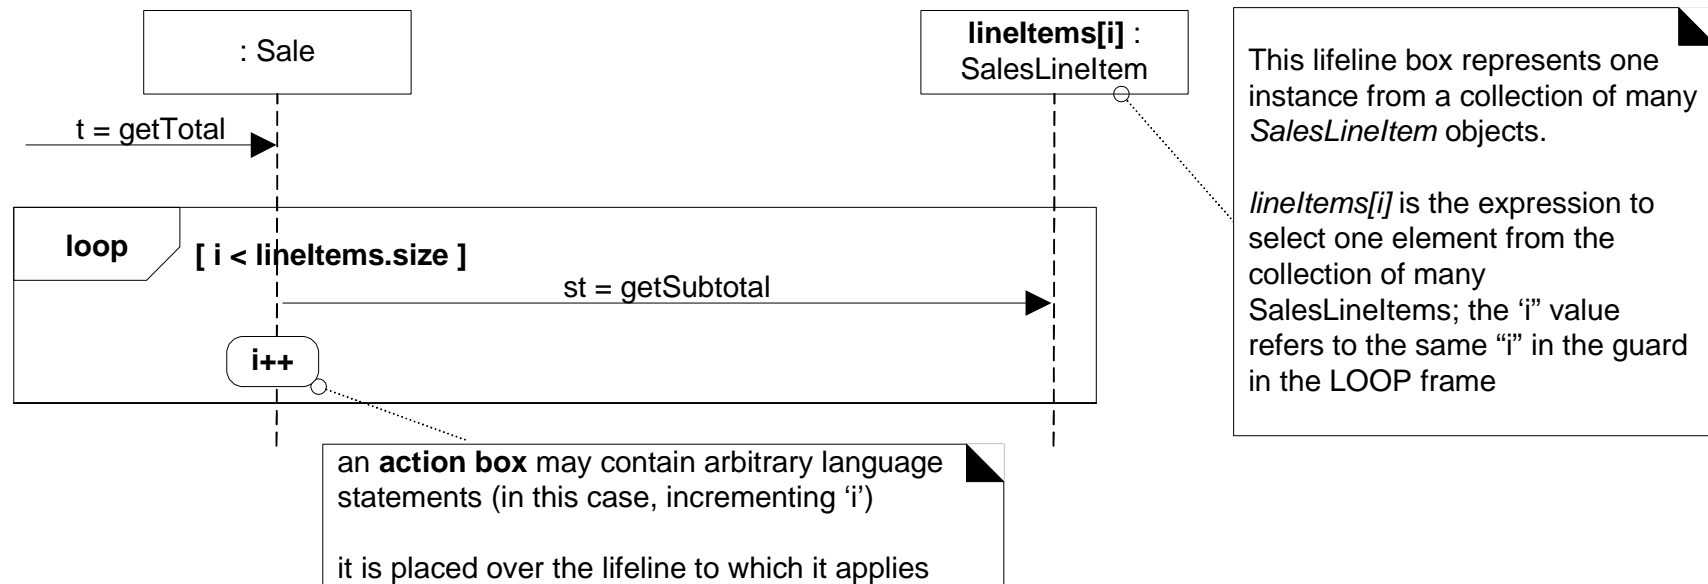 : Sale
lineItems[i] :
SalesLineItem
t = getTotal
loop
[ i < lineItems.size ]
st = getSubtotal
i++
This lifeline box represents one
instance from a collection of many
SalesLineItem objects.
lineItems[i] is the expression to
select one element from the
collection of many
SalesLineItems; the ‘i” value
refers to the same “i” in the guard
in the LOOP frame
an action box may contain arbitrary language
statements (in this case, incrementing ‘i’)
it is placed over the lifeline to which it applies